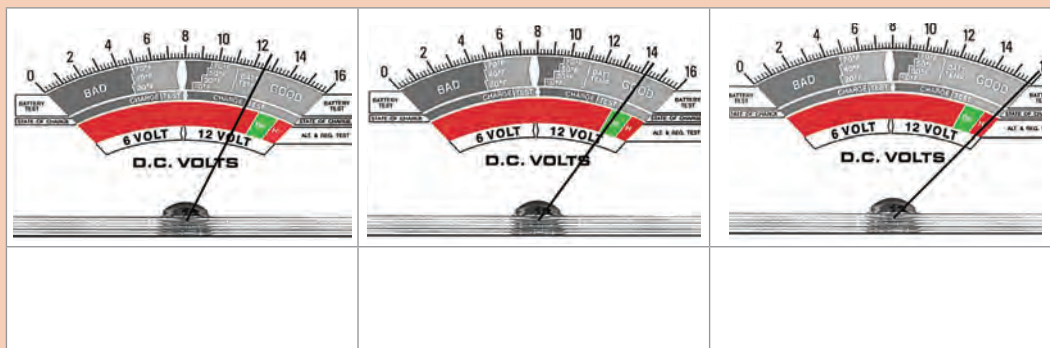 0 2 4 6 8 10 12 14 16
BAD GOOD
BATTERY TEST
BATTERY TEST
CHARGE TEST CHARGE TEST
STATE OF CHARGE
STATE OF CHARGE
6 VOLT 12 VOLT
ALT. & REG. TEST
D.C. VOLTS
0 2 4 6 8 10 12 14 16
BAD GOOD
BATTERY TEST
BATTERY TEST
CHARGE TEST CHARGE TEST
STATE OF CHARGE
STATE OF CHARGE
6 VOLT 12 VOLT
ALT. & REG. TEST
D.C. VOLTS
0 2 4 6 8 10 12 14
BAD GOOD
BATTERY TEST
CHARGE TEST CHARGE TEST
STATE OF CHARGE
6 VOLT 12 VOLT
D.C. VOLTS